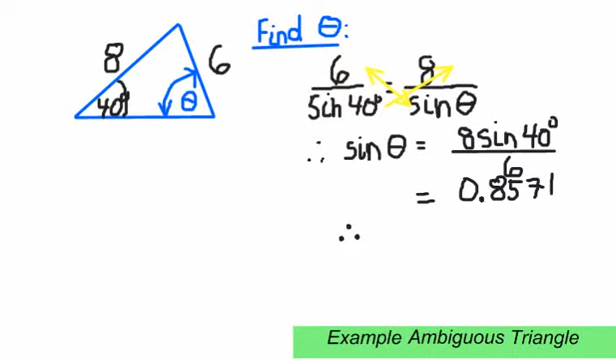 Find θ:
8
6
40°
θ
6 = 8
sin 40° sin θ
∴ sin θ = 8 sin 40°
6
= 0.8571
∴
Example Ambiguous Triangle